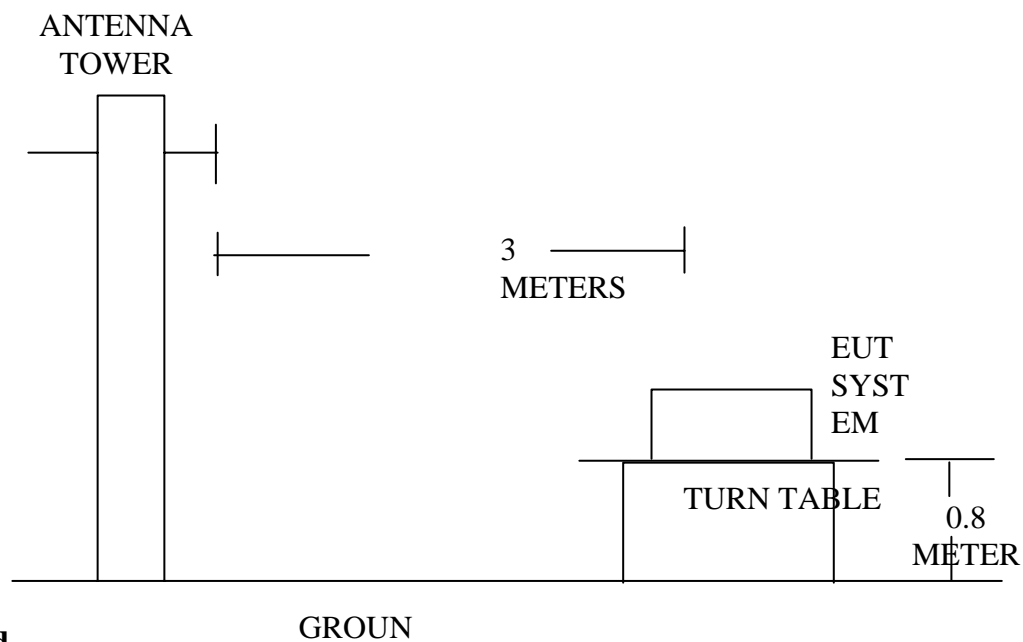 ANTENNA
TOWER
3
METERS
EUT
SYST
EM
TURN TABLE
0.8
METER
GROUN